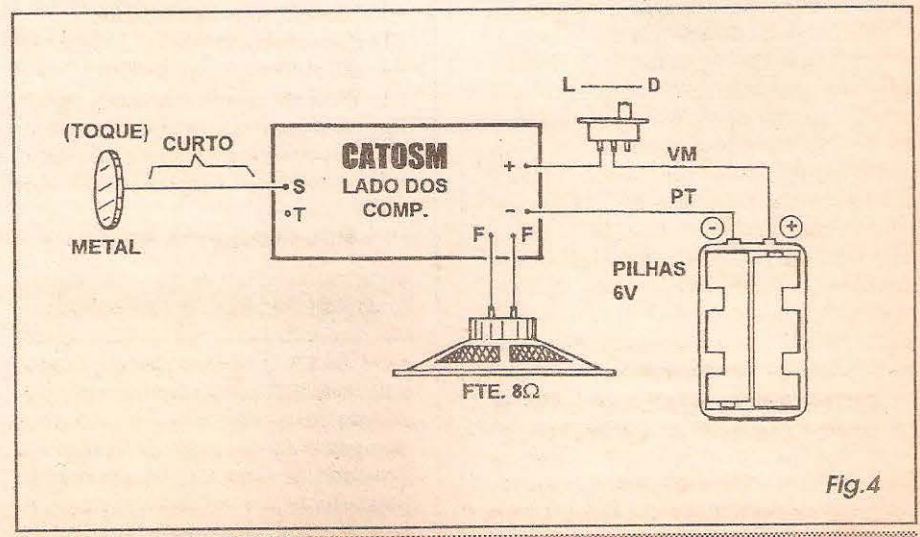 L D
(TOQUE)
CURTO
CATOSM
LADO DOS
COMP.
+
-
S
T
F F
METAL
VM
PT
- +
PILHAS
6V
FTE. 8Ω
Fig.4